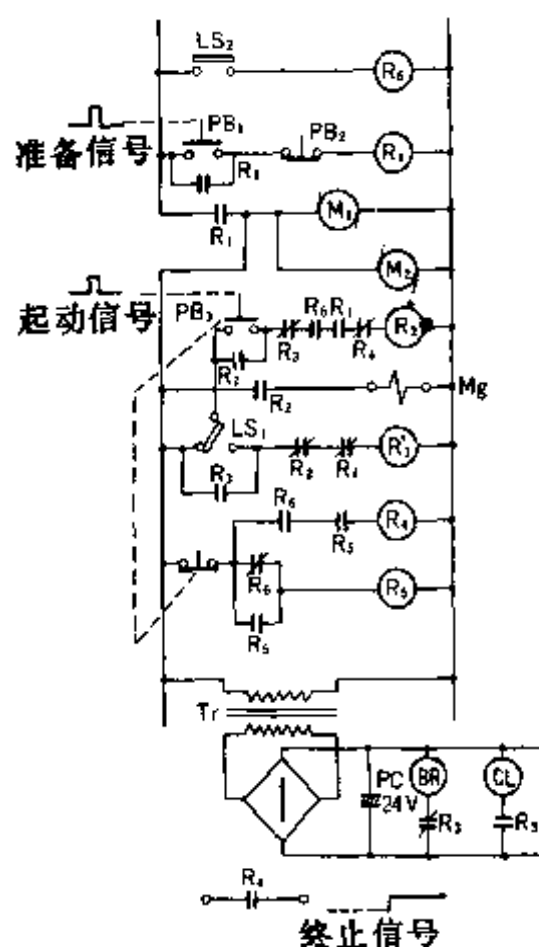 LS₂
R₆
准备信号
PB₁
PB₂
R₁
R₁
R₁
M₁
M₂
起动信号
PB₃
R₃
R₆
R₁
R₄
R₂
R₂
R₂
Mg
LS₁
R₃
R₂
R₃
R₆
R₅
R₄
R₆
R₅
R₅
Tr
PC
24V
BR
CL
R₃
R₃
R₄
终止信号